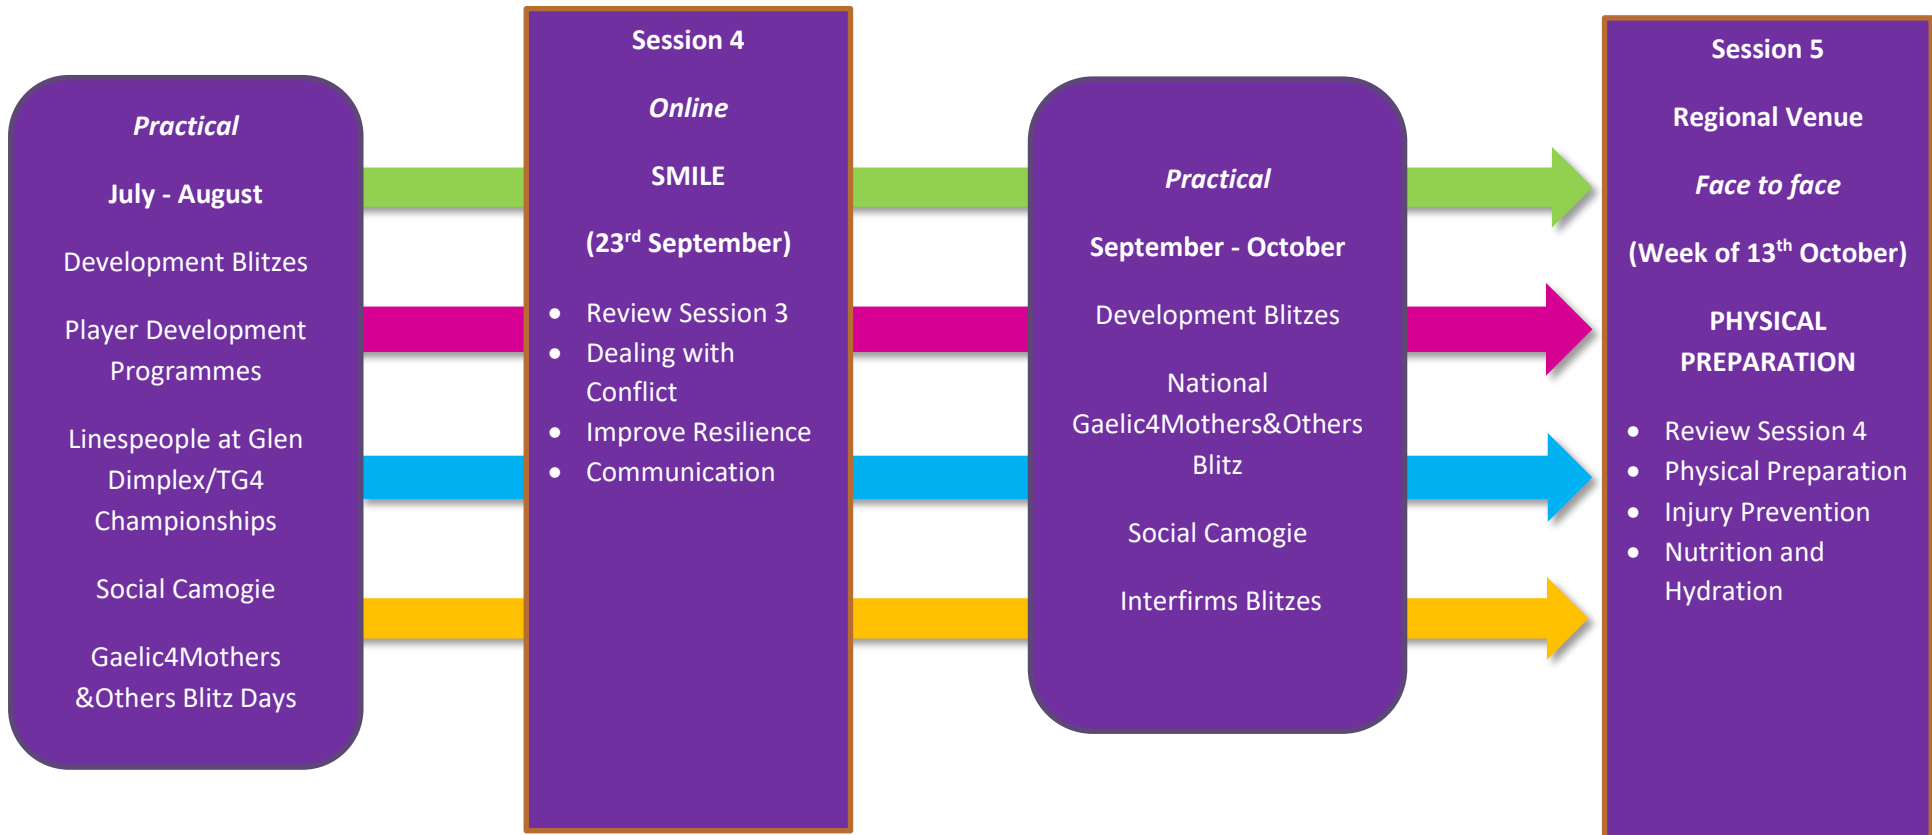 Practical
July - August
Development Blitzes
Player Development
Programmes
Linespeople at Glen
Dimplex/TG4
Championships
Social Camogie
Gaelic4Mothers
&Others Blitz Days
Session 4
Online
SMILE
(23rd September)
• Review Session 3
• Dealing with
Conflict
• Improve Resilience
• Communication
Practical
September - October
Development Blitzes
National
Gaelic4Mothers&Others
Blitz
Social Camogie
Interfirms Blitzes
Session 5
Regional Venue
Face to face
(Week of 13th October)
PHYSICAL
PREPARATION
• Review Session 4
• Physical Preparation
• Injury Prevention
• Nutrition and
Hydration